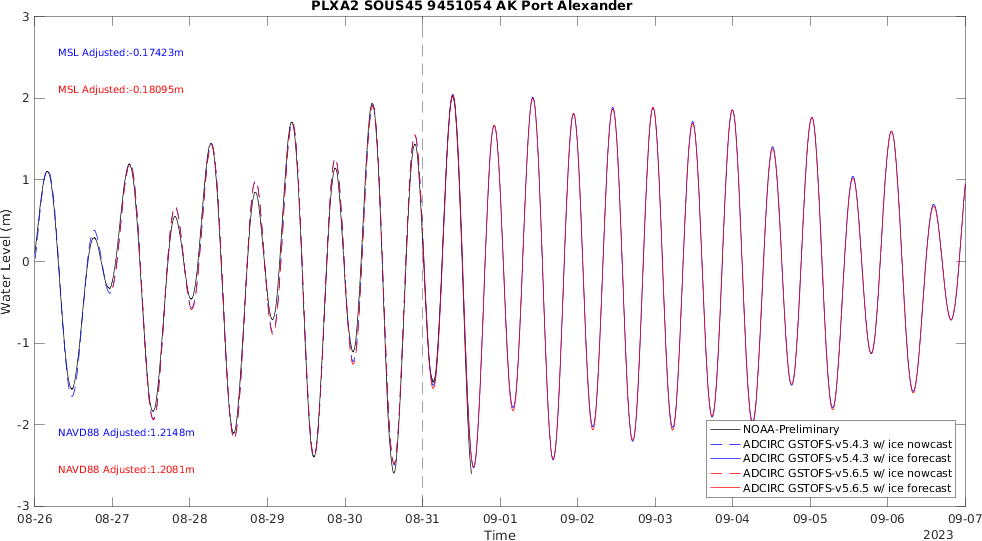 PLXA2 SOUS45 9451054 AK Port Alexander
3
MSL Adjusted:-0.17423m
MSL Adjusted:-0.18095m
2
1
0
-1
-2
-3
Water Level (m)
NAVD88 Adjusted:1.2148m
NAVD88 Adjusted:1.2081m
NOAA-Preliminary
ADCIRC GSTOFS-v5.4.3 w/ ice nowcast
ADCIRC GSTOFS-v5.4.3 w/ ice forecast
ADCIRC GSTOFS-v5.6.5 w/ ice nowcast
ADCIRC GSTOFS-v5.6.5 w/ ice forecast
08-26 08-27 08-28 08-29 08-30 08-31 09-01 09-02 09-03 09-04 09-05 09-06 09-07
Time
2023